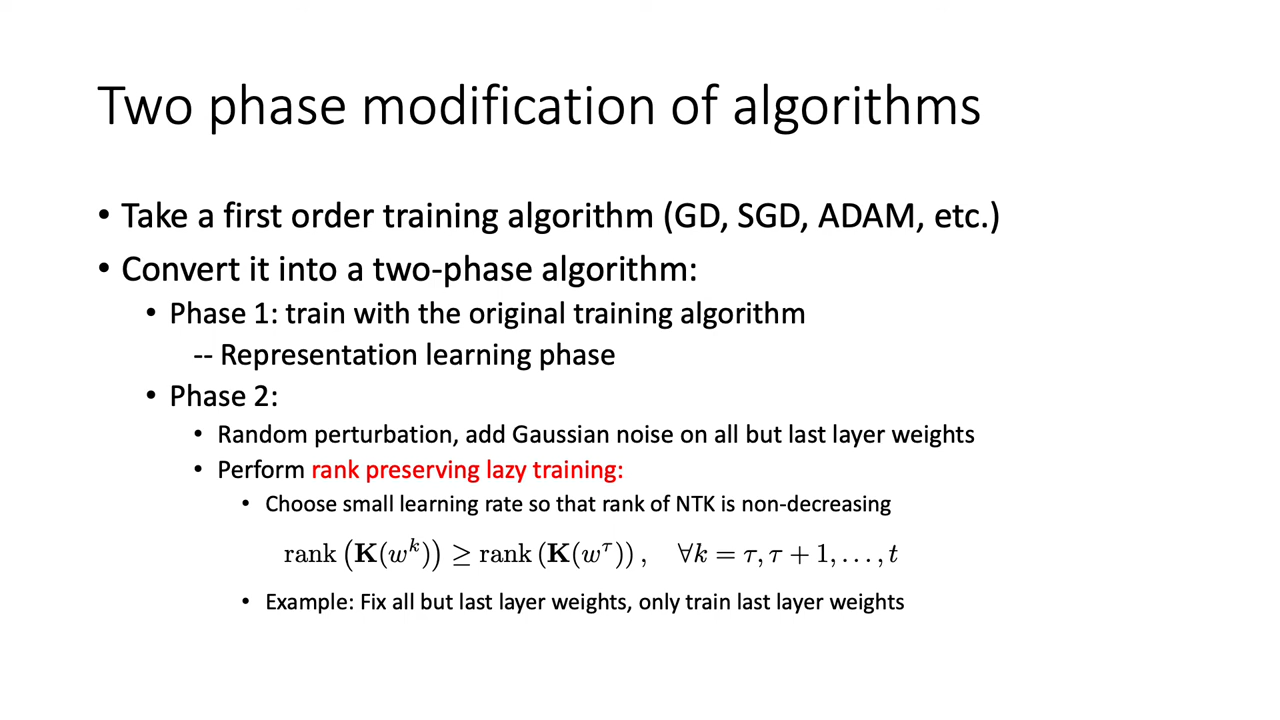 Two phase modification of algorithms
• Take a first order training algorithm (GD, SGD, ADAM, etc.)
• Convert it into a two-phase algorithm:
• Phase 1: train with the original training algorithm
-- Representation learning phase
• Phase 2:
• Random perturbation, add Gaussian noise on all but last layer weights
• Perform rank preserving lazy training:
• Choose small learning rate so that rank of NTK is non-decreasing
rank (K(wᵏ)) ≥ rank (K(w^τ)) , ∀k = τ, τ + 1, . . . , t
• Example: Fix all but last layer weights, only train last layer weights